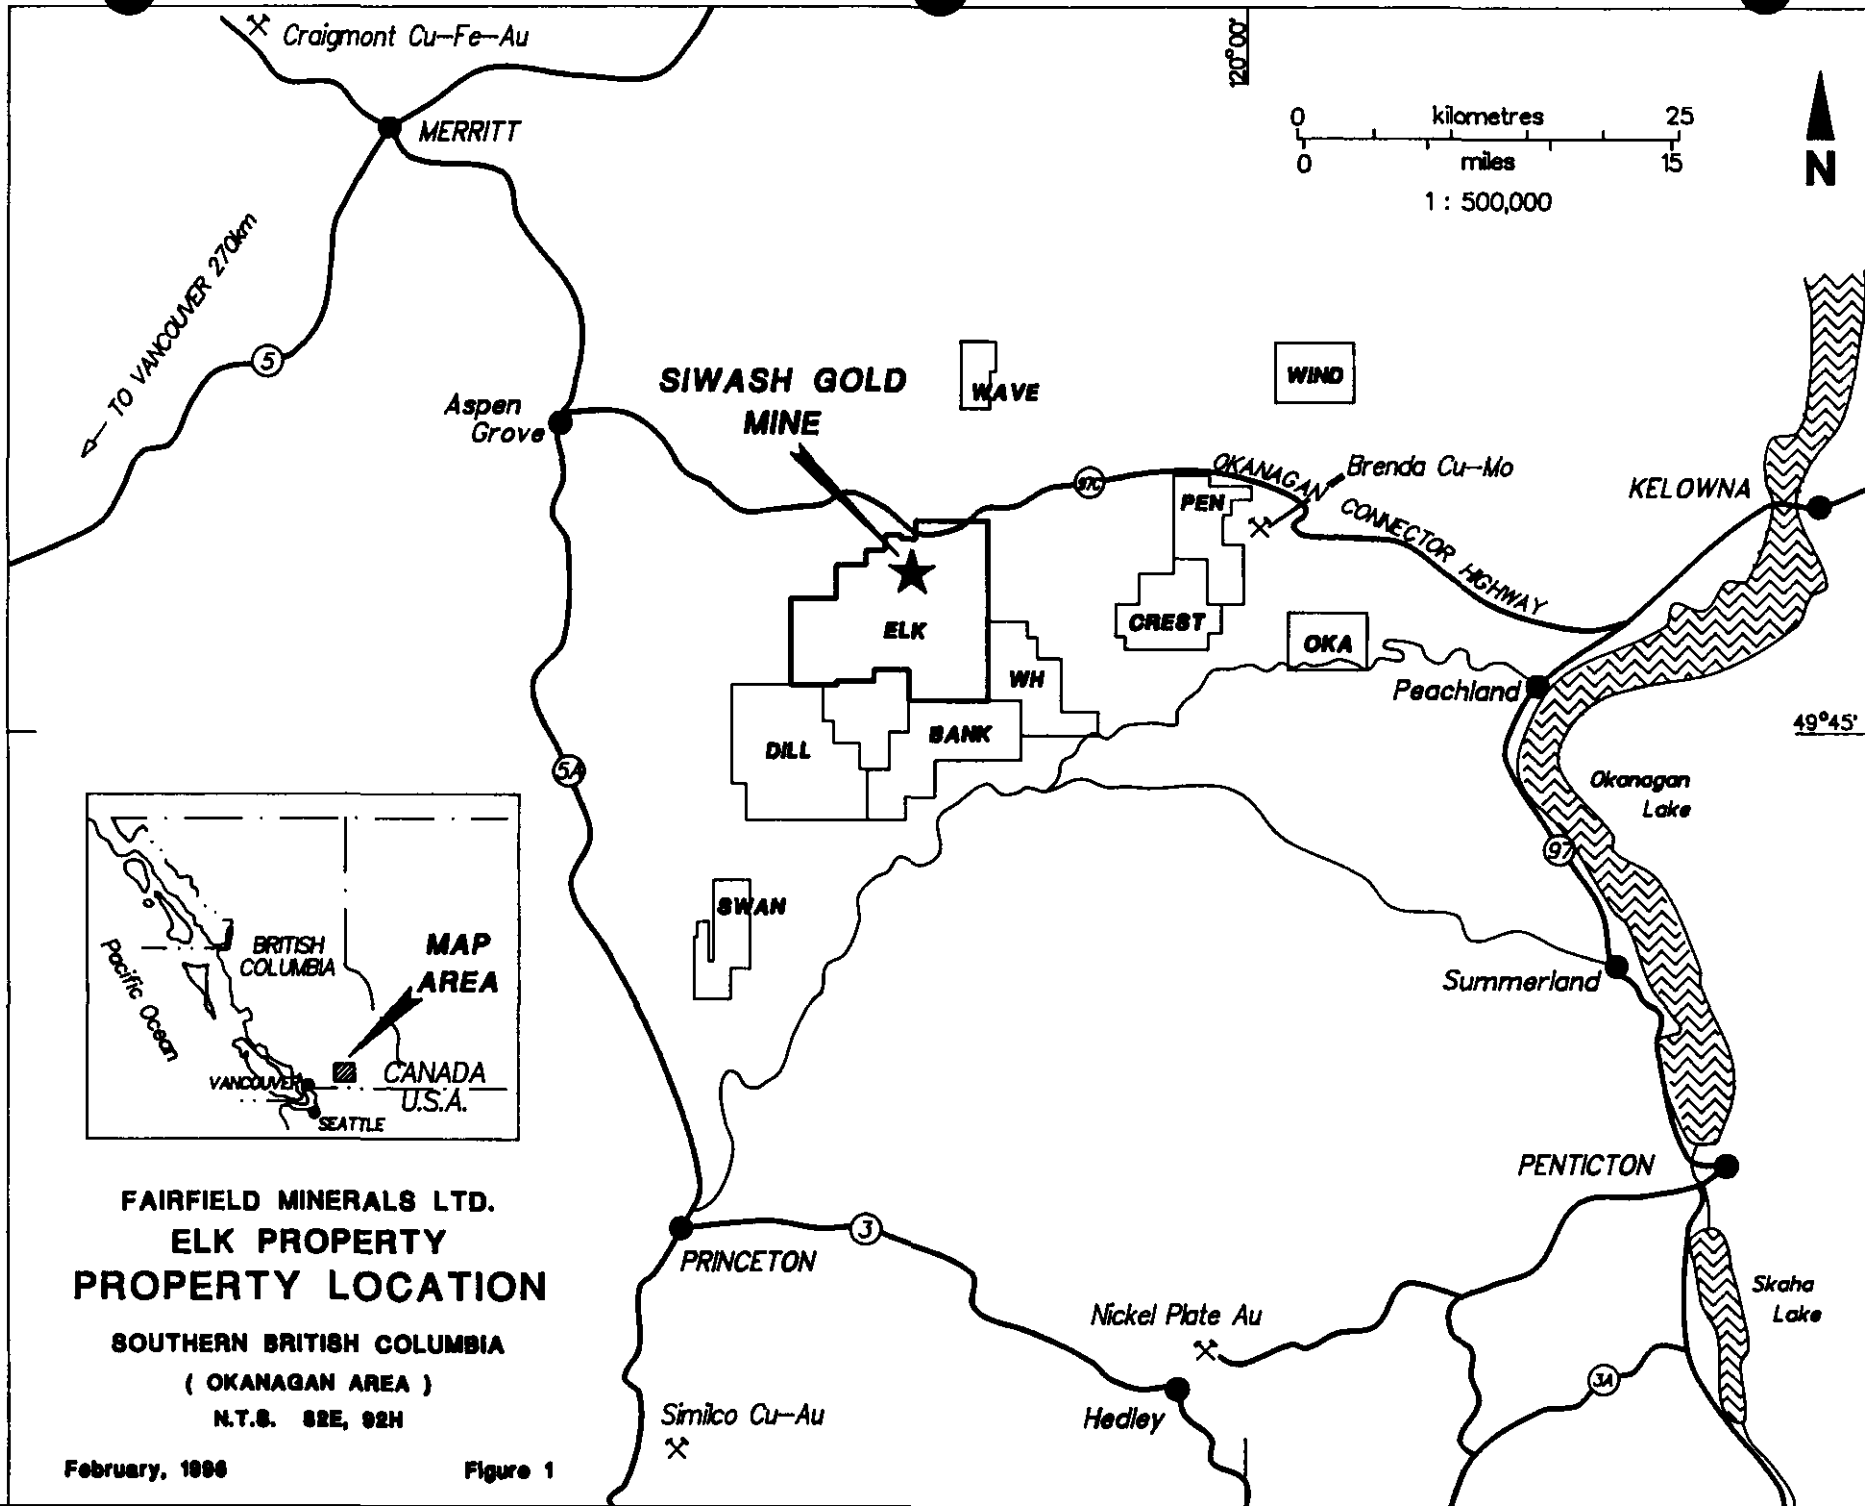 Craigmont Cu-Fe-Au
MERRITT
120°00'
0 kilometres 25
0 miles 15
1 : 500,000
N
TO VANCOUVER 270km
5
Aspen
Grove
SIWASH GOLD
MINE
WAVE
WIND
OKANAGAN CONNECTOR HIGHWAY
Brenda Cu-Mo
97C
PEN
KELOWNA
ELK
CREST
OKA
WH
Peachland
DILL
BANK
49°45'
5A
Okanagan
Lake
97
SWAN
Summerland
BRITISH
COLUMBIA
MAP
AREA
Pacific Ocean
VANCOUVER
CANADA
U.S.A.
SEATTLE
PENTICTON
FAIRFIELD MINERALS LTD.
ELK PROPERTY
PROPERTY LOCATION
SOUTHERN BRITISH COLUMBIA
( OKANAGAN AREA )
N.T.S. 82E, 92H
February, 1996
Figure 1
PRINCETON
3
Nickel Plate Au
Skaha
Lake
3A
Similco Cu-Au
Hedley